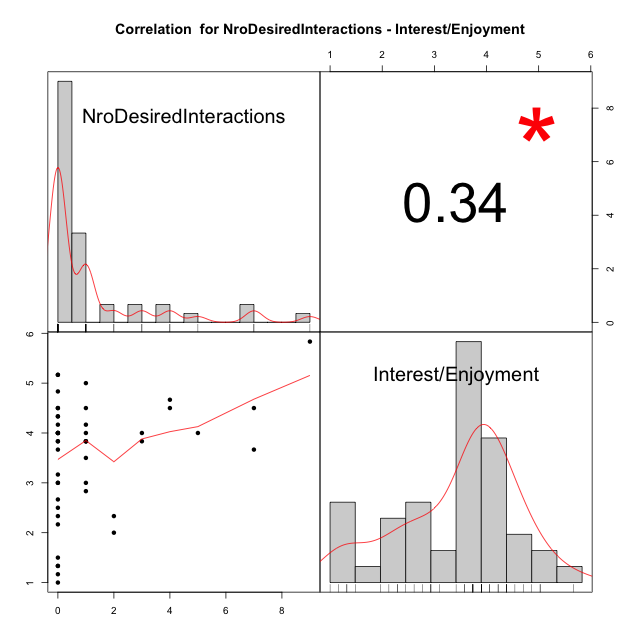 Correlation  for NroDesiredInteractions - Interest/Enjoyment
1 2 3 4 5 6
NroDesiredInteractions
*
0.34
8
6
4
2
0
6
5
4
3
2
1
Interest/Enjoyment
0 2 4 6 8